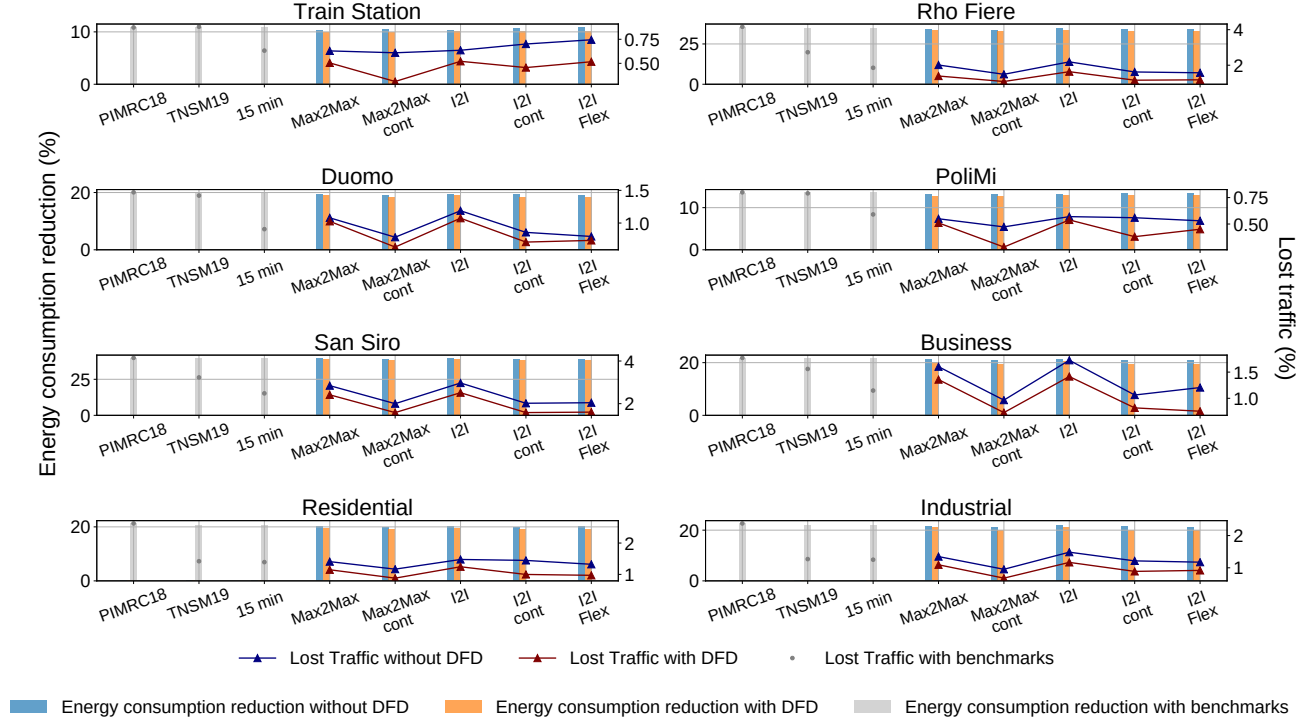 Train Station
10
0
0.75
0.50
PIMRC18
TNSM19
15 min
Max2Max
Max2Max
cont
I2I
I2I
cont
I2I
Flex
Rho Fiere
25
0
4
2
PIMRC18
TNSM19
15 min
Max2Max
Max2Max
cont
I2I
I2I
cont
I2I
Flex
Duomo
20
0
1.5
1.0
PIMRC18
TNSM19
15 min
Max2Max
Max2Max
cont
I2I
I2I
cont
I2I
Flex
PoliMi
10
0
0.75
0.50
PIMRC18
TNSM19
15 min
Max2Max
Max2Max
cont
I2I
I2I
cont
I2I
Flex
Energy consumption reduction (%)
Lost traffic (%)
San Siro
25
0
4
2
PIMRC18
TNSM19
15 min
Max2Max
Max2Max
cont
I2I
I2I
cont
I2I
Flex
Business
20
0
1.5
1.0
PIMRC18
TNSM19
15 min
Max2Max
Max2Max
cont
I2I
I2I
cont
I2I
Flex
Residential
20
0
2
1
PIMRC18
TNSM19
15 min
Max2Max
Max2Max
cont
I2I
I2I
cont
I2I
Flex
Industrial
20
0
2
1
PIMRC18
TNSM19
15 min
Max2Max
Max2Max
cont
I2I
I2I
cont
I2I
Flex
Lost Traffic without DFD
Lost Traffic with DFD
Lost Traffic with benchmarks
Energy consumption reduction without DFD
Energy consumption reduction with DFD
Energy consumption reduction with benchmarks